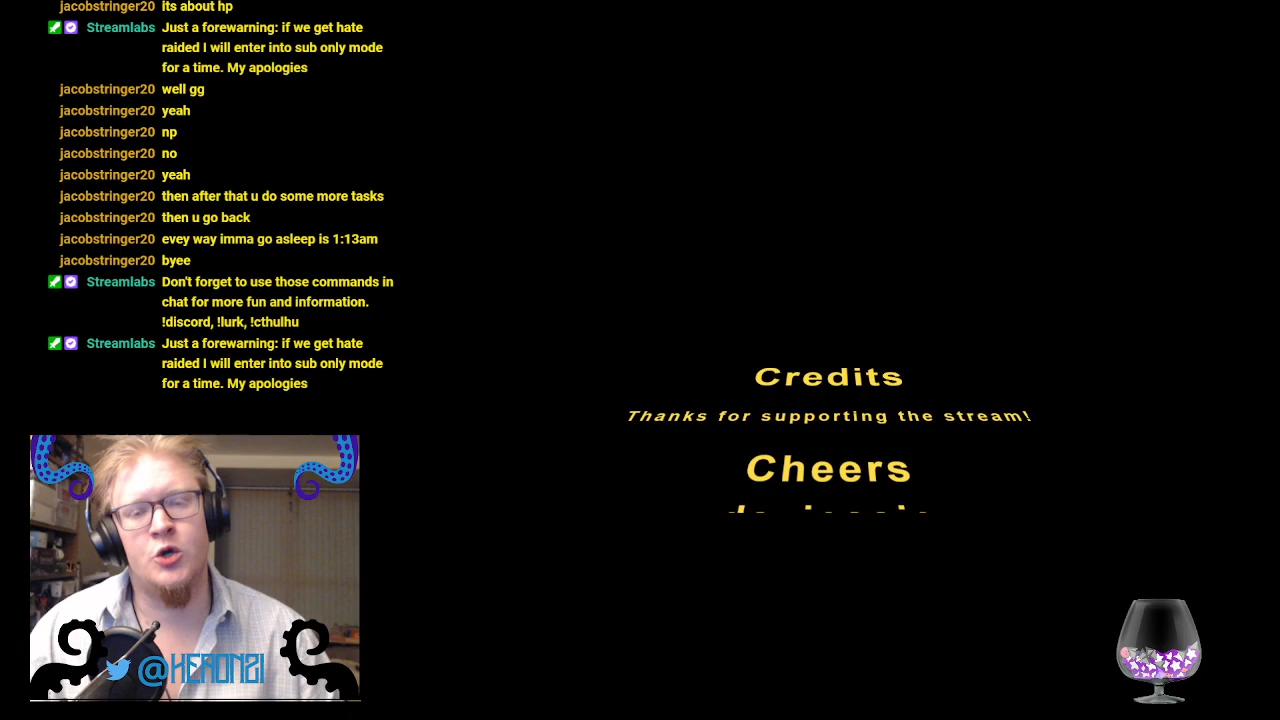 jacobstringer20 its about hp
Streamlabs Just a forewarning: if we get hate
raided I will enter into sub only mode
for a time. My apologies
jacobstringer20 well gg
jacobstringer20 yeah
jacobstringer20 np
jacobstringer20 no
jacobstringer20 yeah
jacobstringer20 then after that u do some more tasks
jacobstringer20 then u go back
jacobstringer20 evey way imma go asleep is 1:13am
jacobstringer20 byee
Streamlabs Don't forget to use those commands in
chat for more fun and information.
!discord, !lurk, !cthulhu
Streamlabs Just a forewarning: if we get hate
raided I will enter into sub only mode
for a time. My apologies
Credits
Thanks for supporting the stream!
Cheers